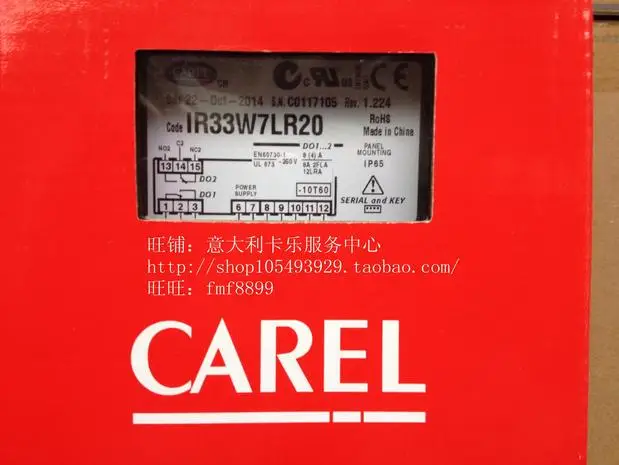 CAREL
22-Oct-2014 S.N. C0117105 Rev. 1.224
Code IR33W7LR20
RoHS
Made in China
NO2 C2 NC2
13 14 15
DO2
DO1
1 2 3
EN60730-1
UL 873
250 V
DO1...2
8 (4) A
8A 2FLA
12LRA
PANEL
MOUNTING
IP65
POWER
SUPPLY
-10T60
6 7 8 9 10 11 12
SERIAL and KEY
旺铺：意大利卡乐服务中心
http://shop105493929.taobao.com/
旺旺：fmf8899
CAREL